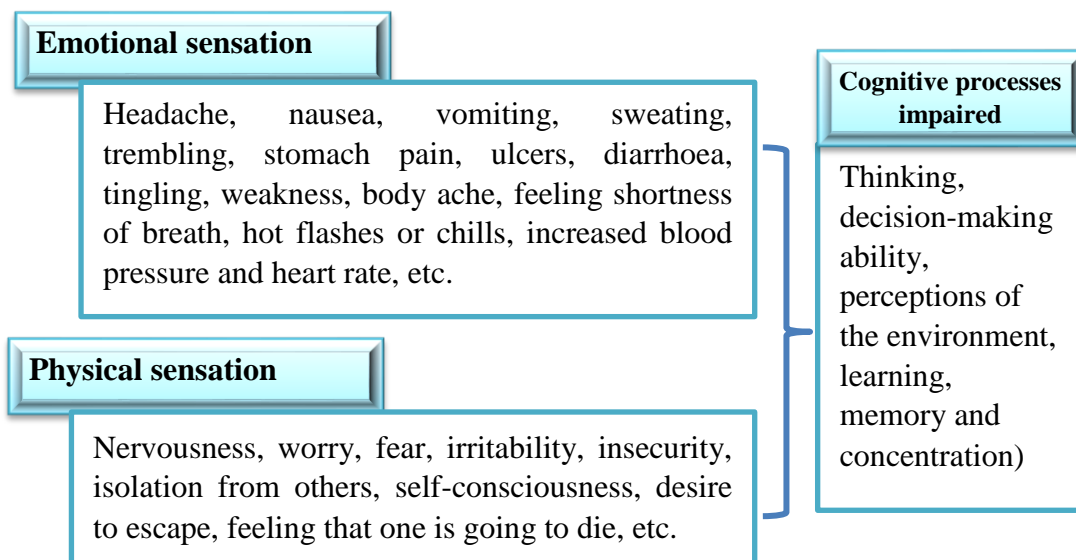 Emotional sensation
Headache, nausea, vomiting, sweating,
trembling, stomach pain, ulcers, diarrhoea,
tingling, weakness, body ache, feeling shortness
of breath, hot flashes or chills, increased blood
pressure and heart rate, etc.
Physical sensation
Nervousness, worry, fear, irritability, insecurity,
isolation from others, self-consciousness, desire
to escape, feeling that one is going to die, etc.
Cognitive processes
impaired
Thinking,
decision-making
ability,
perceptions of
the environment,
learning,
memory and
concentration)